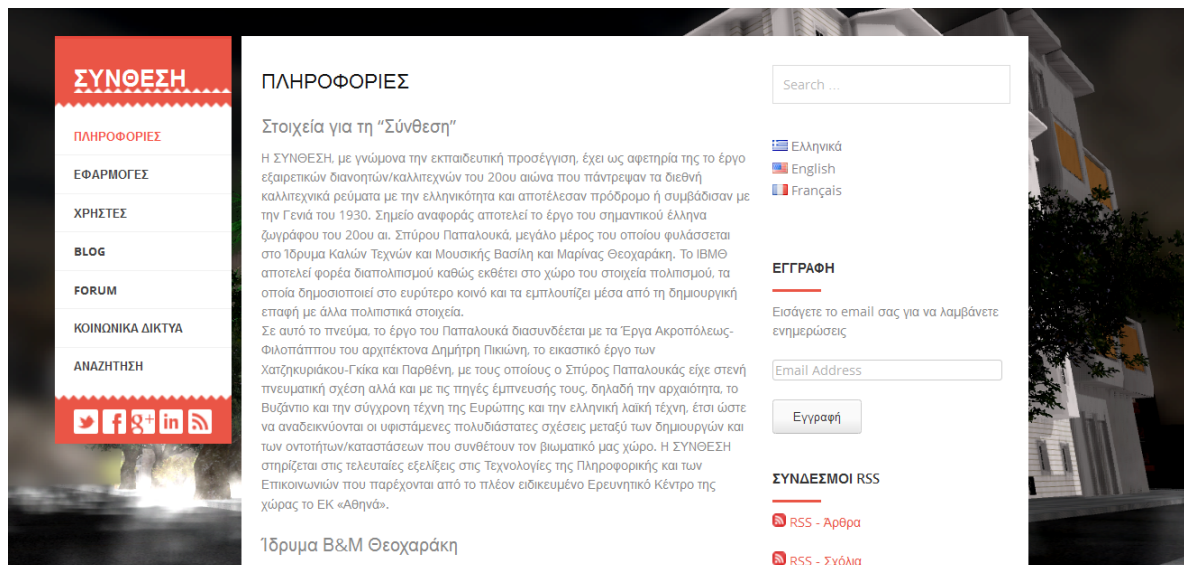 ΣΥΝΘΕΣΗ
ΠΛΗΡΟΦΟΡΙΕΣ
ΕΦΑΡΜΟΓΕΣ
ΧΡΗΣΤΕΣ
BLOG
FORUM
ΚΟΙΝΩΝΙΚΑ ΔΙΚΤΥΑ
ΑΝΑΖΗΤΗΣΗ
ΠΛΗΡΟΦΟΡΙΕΣ
Στοιχεία για τη “Σύνθεση”
Η ΣΥΝΘΕΣΗ, με γνώμονα την εκπαιδευτική προσέγγιση, έχει ως αφετηρία της το έργο
εξαιρετικών διανοητών/καλλιτεχνών του 20ου αιώνα που πάντρεψαν τα διεθνή
καλλιτεχνικά ρεύματα με την ελληνικότητα και αποτέλεσαν πρόδρομο ή συμβάδισαν με
την Γενιά του 1930. Σημείο αναφοράς αποτελεί το έργο του σημαντικού έλληνα
ζωγράφου του 20ου αι. Σπύρου Παπαλουκά, μεγάλο μέρος του οποίου φυλάσσεται
στο Ίδρυμα Καλών Τεχνών και Μουσικής Βασίλη και Μαρίνας Θεοχαράκη. Το ΙΒΜΘ
αποτελεί φορέα διαπολιτισμού καθώς εκθέτει στο χώρο του στοιχεία πολιτισμού, τα
οποία δημοσιοποιεί στο ευρύτερο κοινό και τα εμπλουτίζει μέσα από τη δημιουργική
επαφή με άλλα πολιτιστικά στοιχεία.
Σε αυτό το πνεύμα, το έργο του Παπαλουκά διασυνδέεται με τα Έργα Ακροπόλεως-
Φιλοπάππου του αρχιτέκτονα Δημήτρη Πικιώνη, το εικαστικό έργο των
Χατζηκυριάκου-Γκίκα και Παρθένη, με τους οποίους ο Σπύρος Παπαλουκάς είχε στενή
πνευματική σχέση αλλά και με τις πηγές έμπνευσής τους, δηλαδή την αρχαιότητα, το
Βυζάντιο και την σύγχρονη τέχνη της Ευρώπης και την ελληνική λαϊκή τέχνη, έτσι ώστε
να αναδεικνύονται οι υφιστάμενες πολυδιάστατες σχέσεις μεταξύ των δημιουργών και
των οντοτήτων/καταστάσεων που συνθέτουν τον βιωματικό μας χώρο. Η ΣΥΝΘΕΣΗ
στηρίζεται στις τελευταίες εξελίξεις στις Τεχνολογίες της Πληροφορικής και των
Επικοινωνιών που παρέχονται από το πλέον ειδικευμένο Ερευνητικό Κέντρο της
χώρας το ΕΚ «Αθηνά».
Ίδρυμα Β&Μ Θεοχαράκη
Search ...
Ελληνικά
English
Français
ΕΓΓΡΑΦΗ
Εισάγετε το email σας για να λαμβάνετε
ενημερώσεις
Email Address
Εγγραφή
ΣΥΝΔΕΣΜΟΙ RSS
RSS - Άρθρα
RSS - Σχόλια